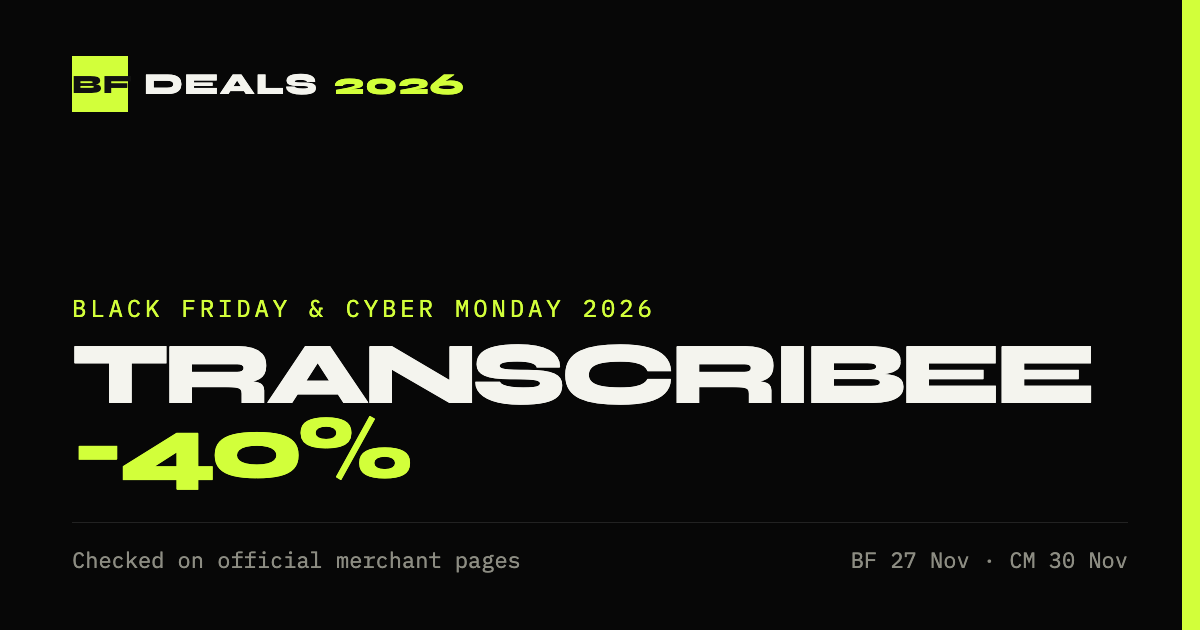 BF DEALS 2026
BLACK FRIDAY & CYBER MONDAY 2026
TRANSCRIBEE
-40%
Checked on official merchant pages
BF 27 Nov · CM 30 Nov